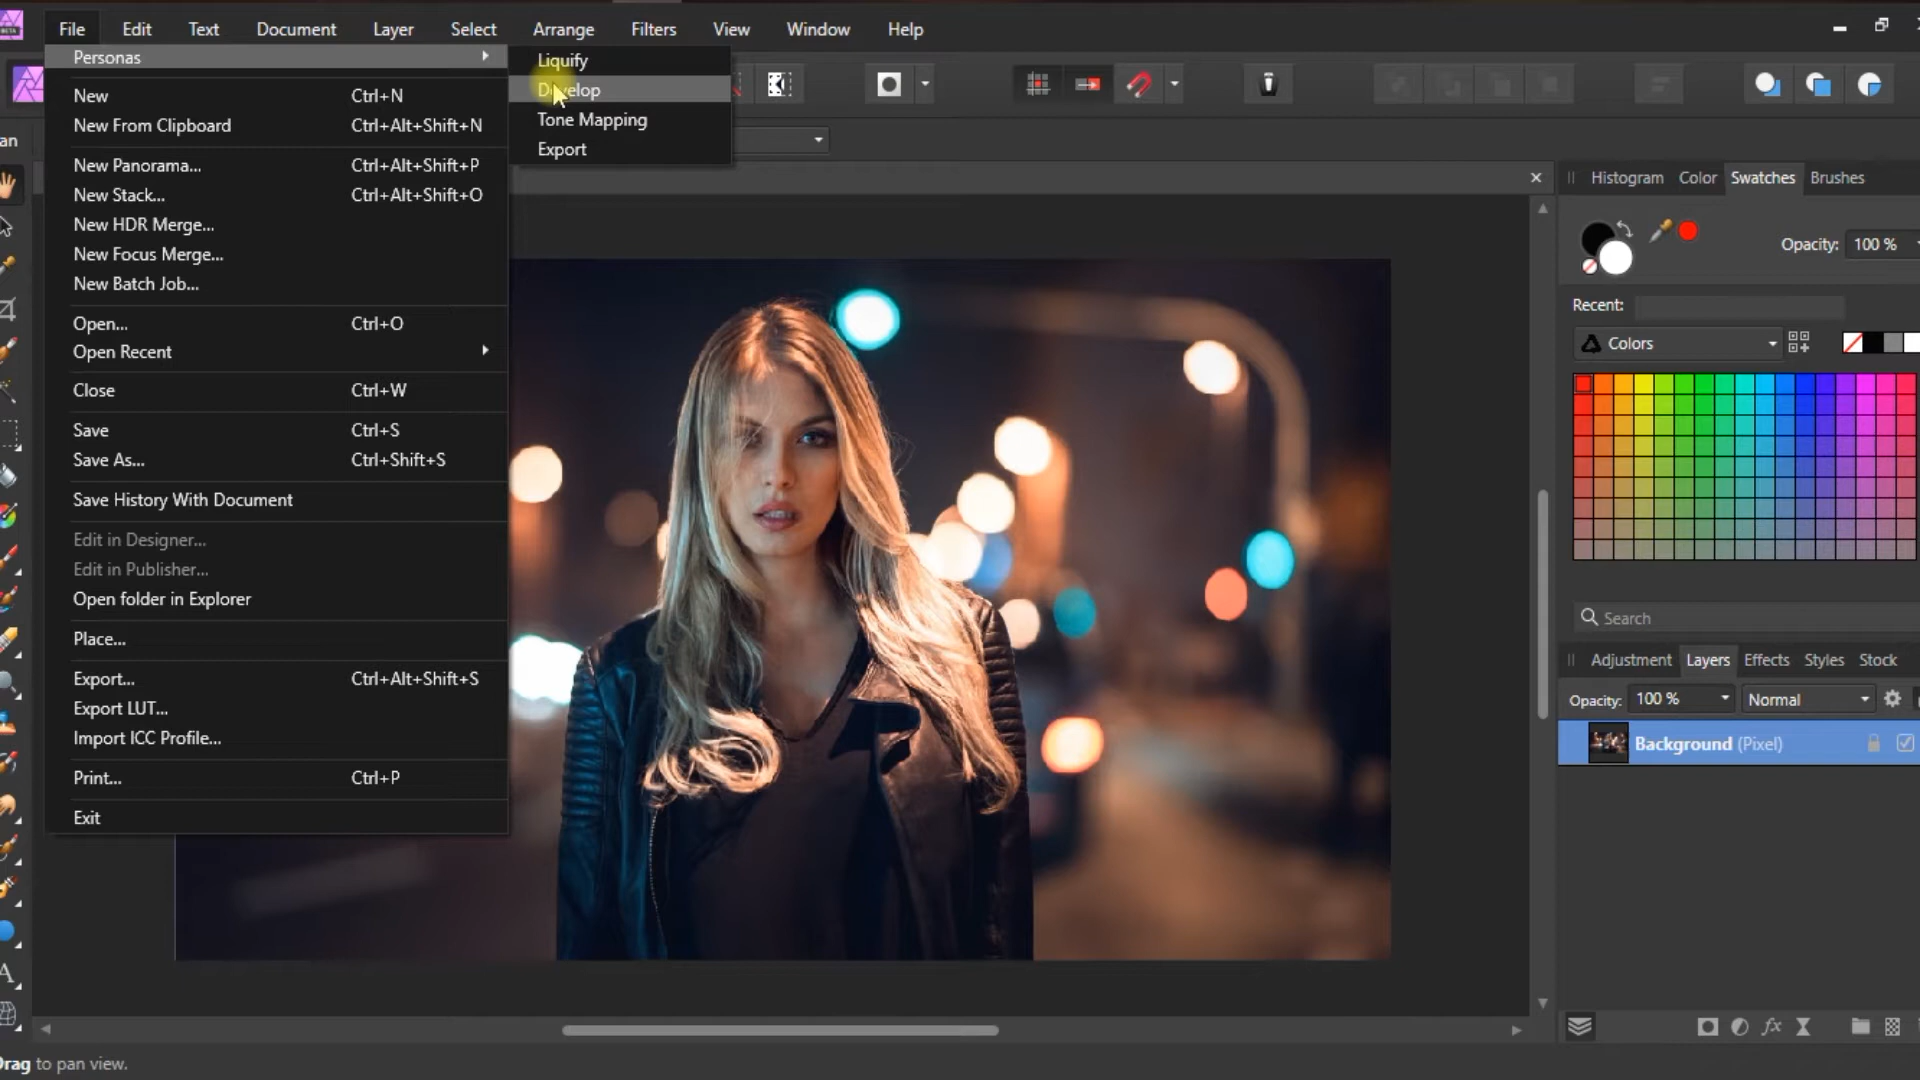 File Edit Text Document Layer Select Arrange Filters View Window Help
Personas
Liquify
Develop
Tone Mapping
Export
New Ctrl+N
New From Clipboard Ctrl+Alt+Shift+N
New Panorama... Ctrl+Alt+Shift+P
New Stack... Ctrl+Alt+Shift+O
New HDR Merge...
New Focus Merge...
New Batch Job...
Open... Ctrl+O
Open Recent
Close Ctrl+W
Save Ctrl+S
Save As... Ctrl+Shift+S
Save History With Document
Edit in Designer...
Edit in Publisher...
Open folder in Explorer
Place...
Export... Ctrl+Alt+Shift+S
Export LUT...
Import ICC Profile...
Print... Ctrl+P
Exit
an
Histogram Color Swatches Brushes
Opacity: 100 %
Recent:
Colors
Search
Adjustment Layers Effects Styles Stock
Opacity: 100 % Normal
Background (Pixel)
fx
Drag to pan view.